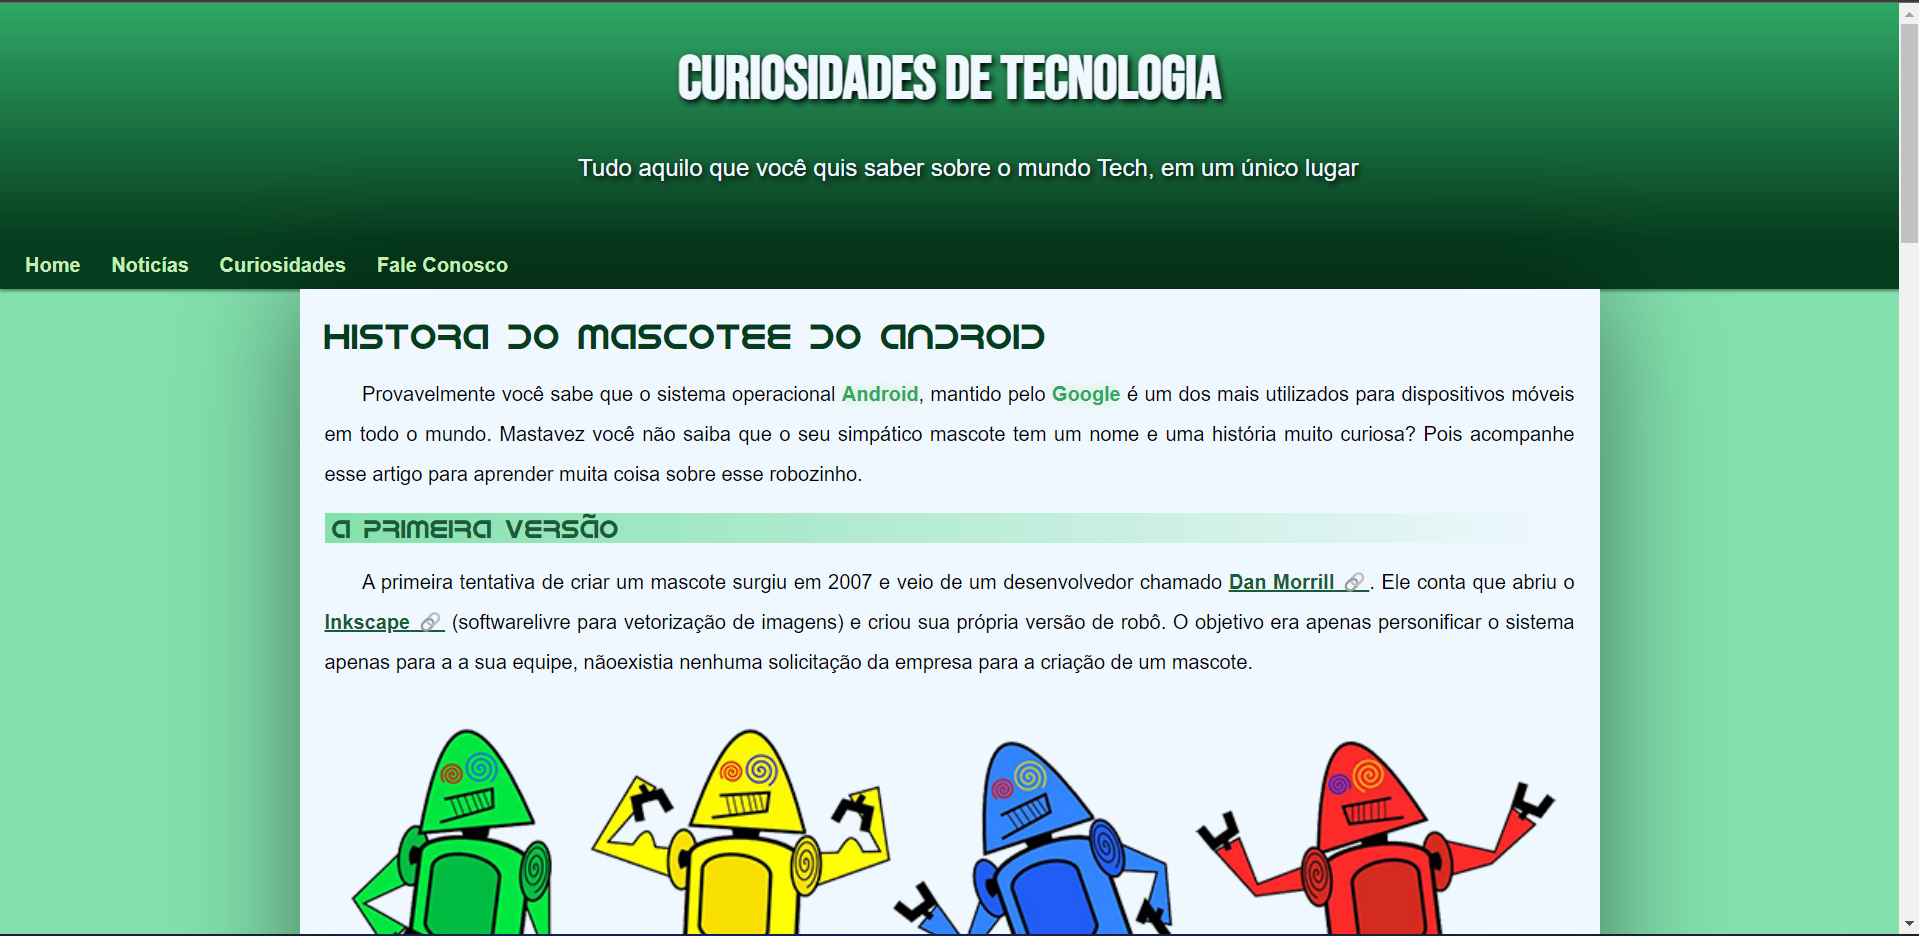 CURIOSIDADES DE TECNOLOGIA
Tudo aquilo que você quis saber sobre o mundo Tech, em um único lugar
Home Noticías Curiosidades Fale Conosco
HISTORA DO MASCOTEE DO ANDROID
Provavelmente você sabe que o sistema operacional Android, mantido pelo Google é um dos mais utilizados para dispositivos móveis
em todo o mundo. Mastavez você não saiba que o seu simpático mascote tem um nome e uma história muito curiosa? Pois acompanhe
esse artigo para aprender muita coisa sobre esse robozinho.
A PRIMEIRA VERSÃO
A primeira tentativa de criar um mascote surgiu em 2007 e veio de um desenvolvedor chamado Dan Morrill 🔗 . Ele conta que abriu o
Inkscape 🔗 (softwarelivre para vetorização de imagens) e criou sua própria versão de robô. O objetivo era apenas personificar o sistema
apenas para a a sua equipe, nãoexistia nenhuma solicitação da empresa para a criação de um mascote.